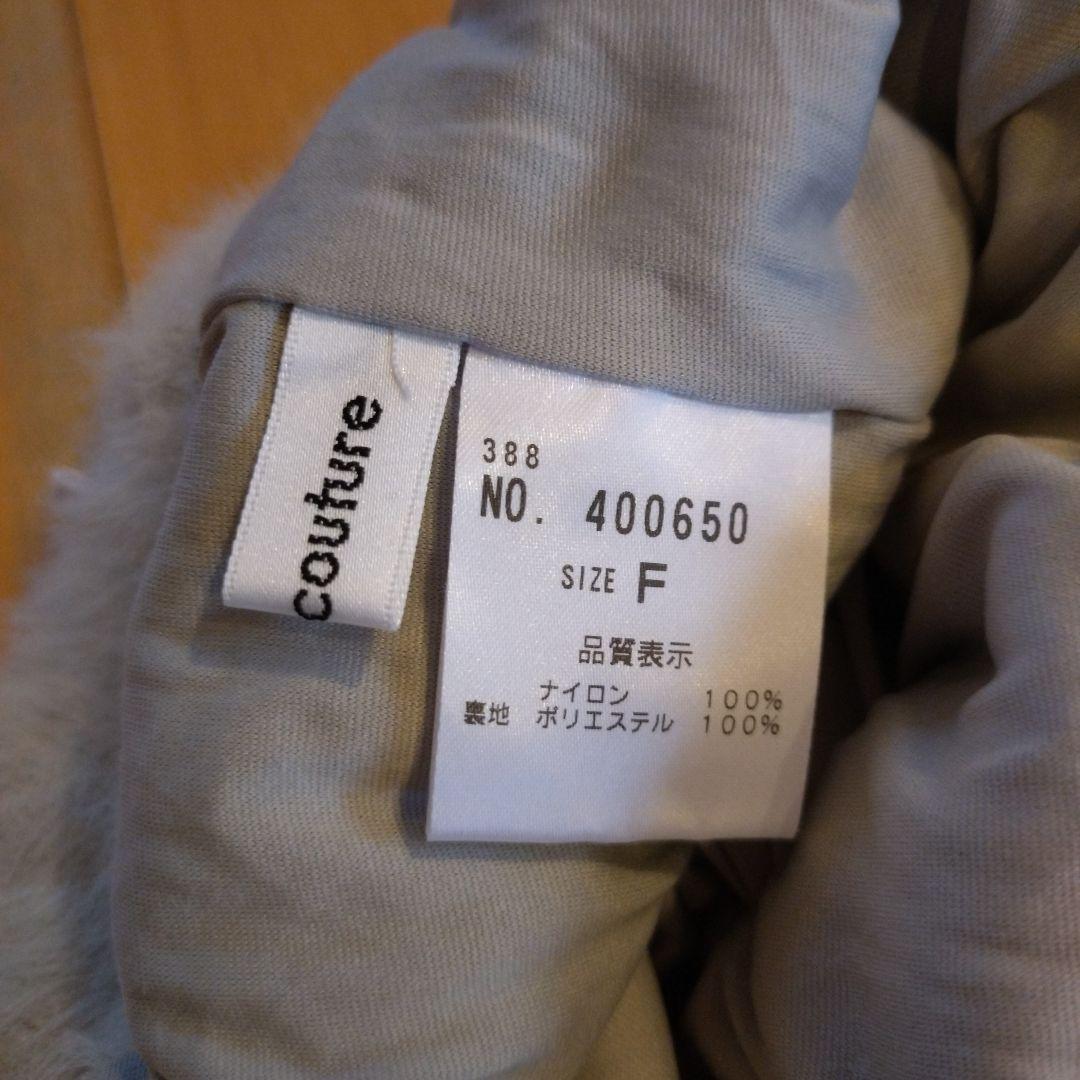 couture
388
NO. 400650
SIZE F
品質表示
ナイロン 100%
裏地 ポリエステル 100%